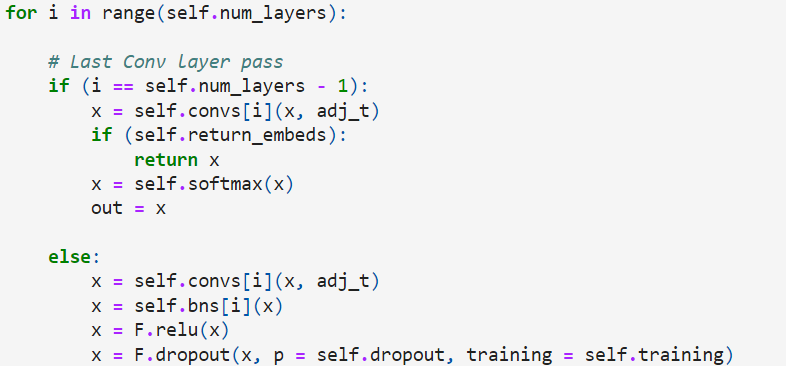 for i in range(self.num_layers):
    # Last Conv layer pass
    if (i == self.num_layers - 1):
        x = self.convs[i](x, adj_t)
        if (self.return_embeds):
            return x
        x = self.softmax(x)
        out = x
    else:
        x = self.convs[i](x, adj_t)
        x = self.bns[i](x)
        x = F.relu(x)
        x = F.dropout(x, p = self.dropout, training = self.training)